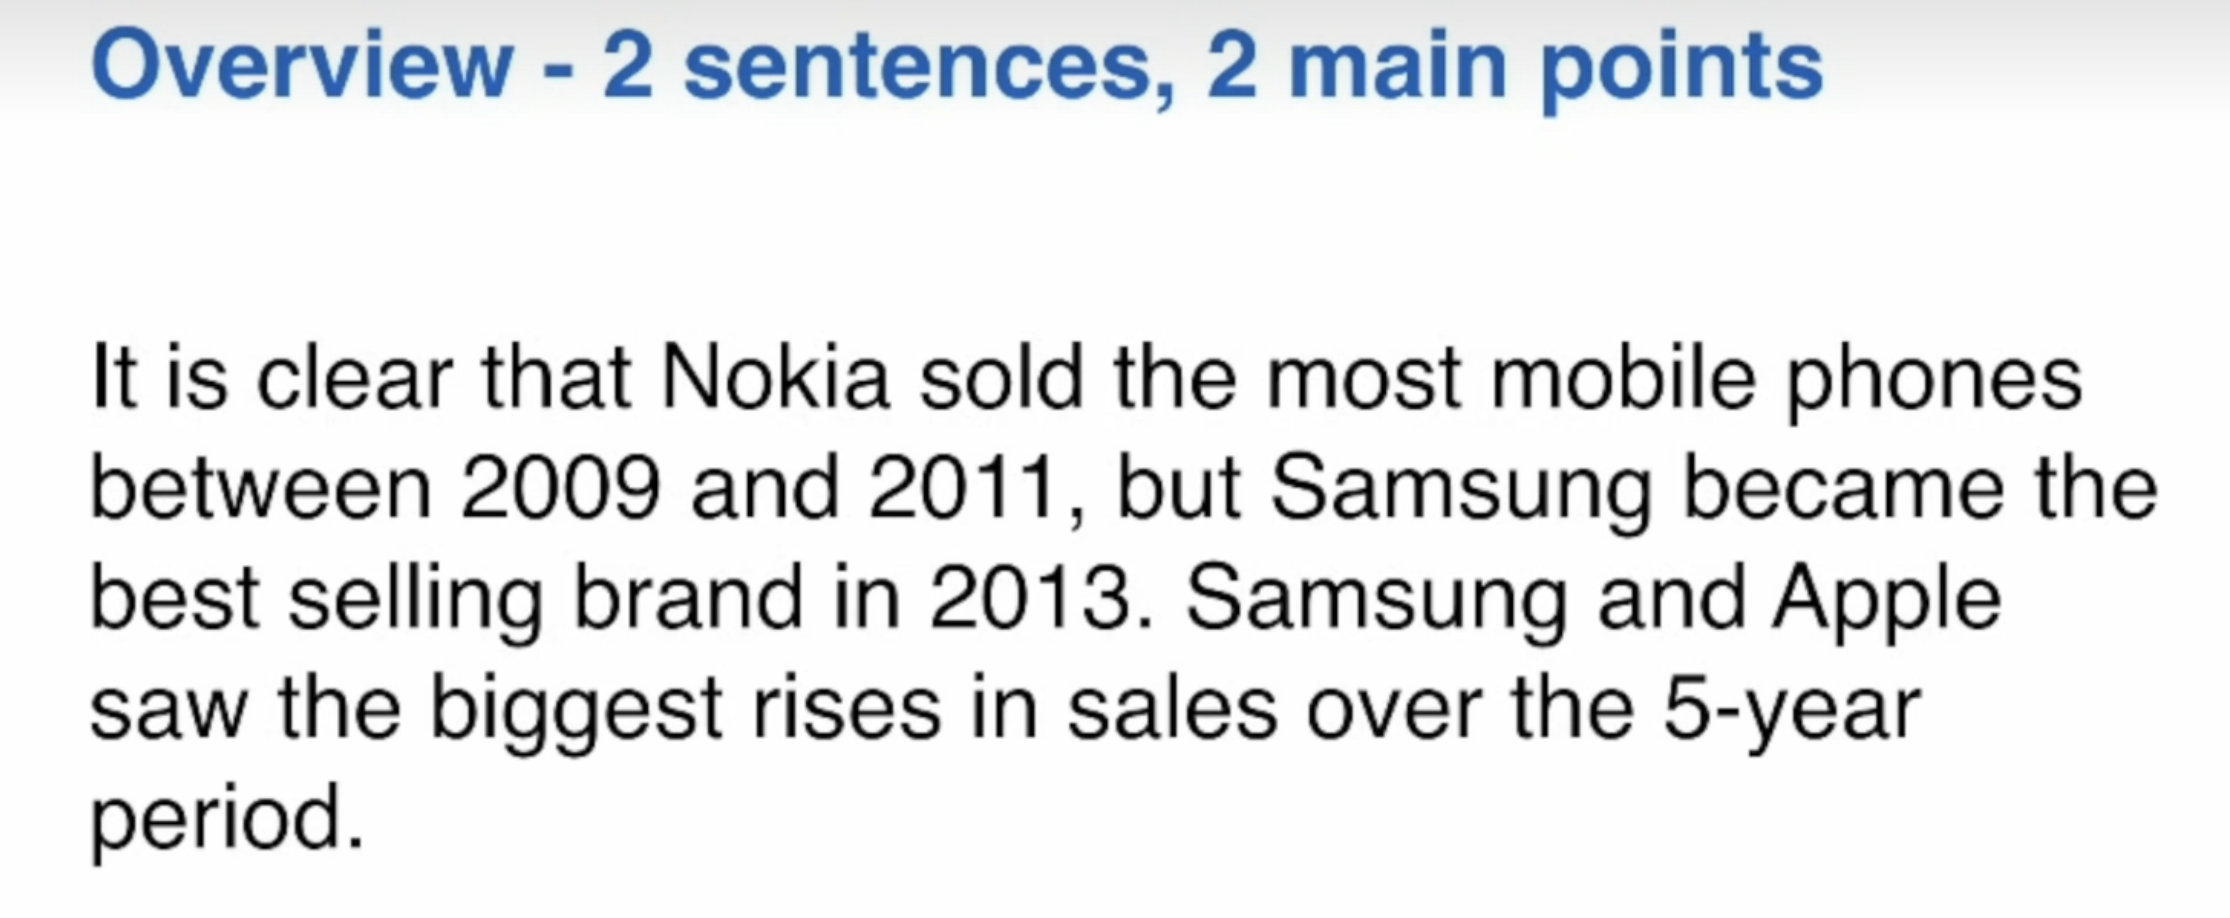 Overview - 2 sentences, 2 main points
It is clear that Nokia sold the most mobile phones
between 2009 and 2011, but Samsung became the
best selling brand in 2013. Samsung and Apple
saw the biggest rises in sales over the 5-year
period.